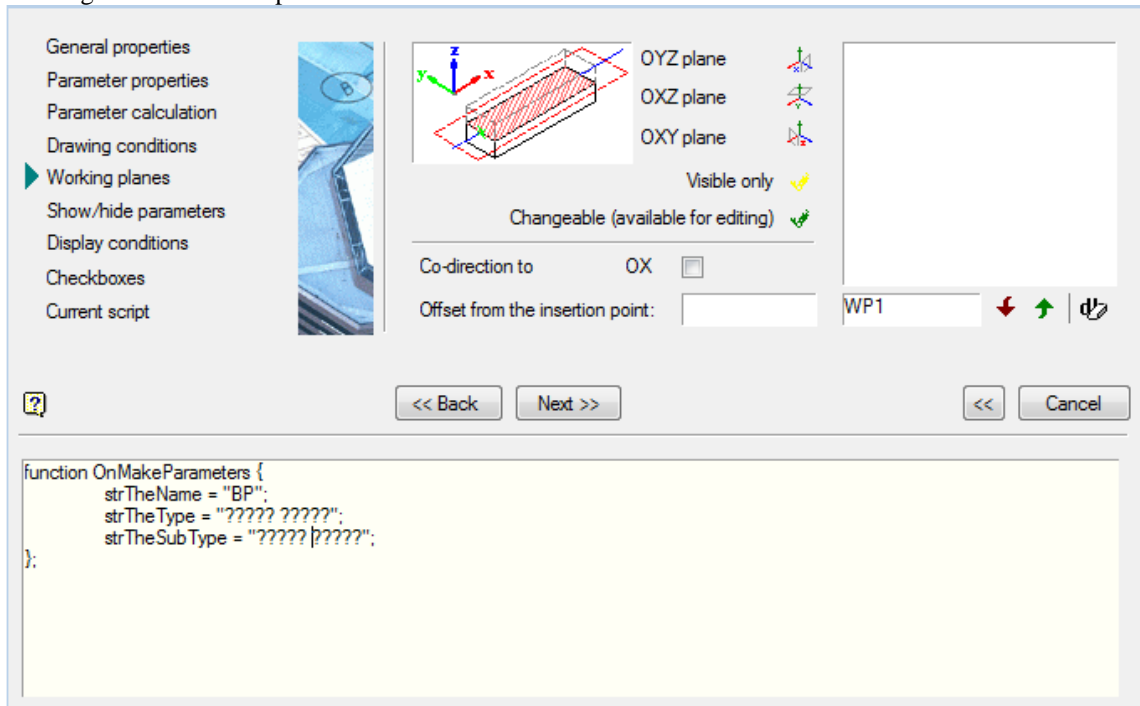 General properties
Parameter properties
Parameter calculation
Drawing conditions
Working planes
Show/hide parameters
Display conditions
Checkboxes
Current script
B
z
y
x
OYZ plane
OXZ plane
OXY plane
Visible only
Changeable (available for editing)
Co-direction to OX
Offset from the insertion point:
WP1
<< Back
Next >>
<<
Cancel
function OnMakeParameters {
strTheName = "BP";
strTheType = "????? ?????";
strTheSubType = "????? ?????";
};